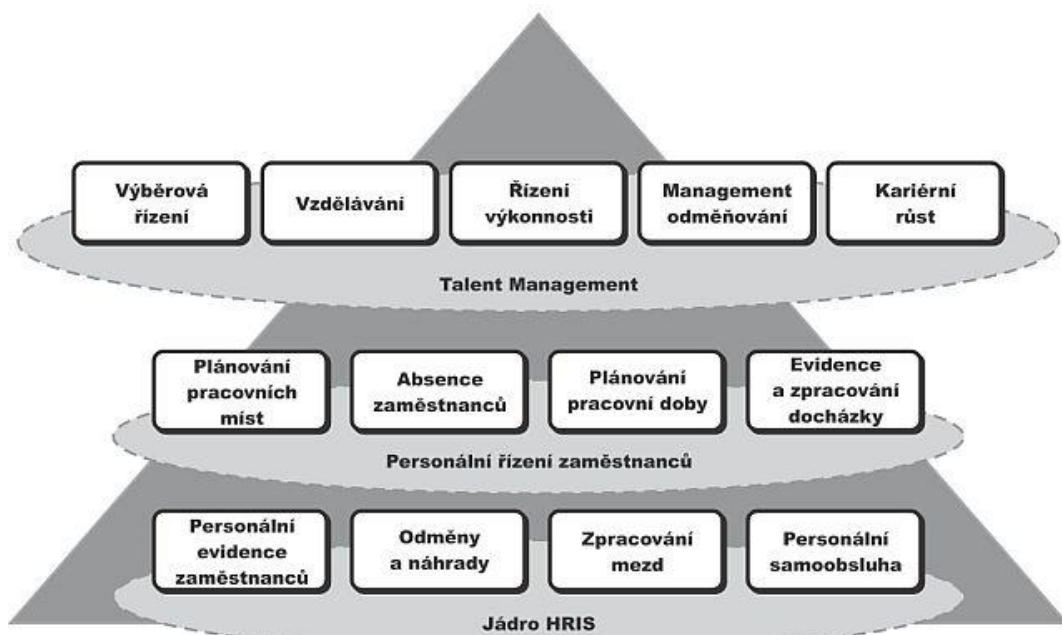 Výběrová
řízení
Vzdělávání
Řízení
výkonnosti
Management
odměňování
Kariérní
růst
Talent Management
Plánování
pracovních
míst
Absence
zaměstnanců
Plánování
pracovní doby
Evidence
a zpracování
docházky
Personální řízení zaměstnanců
Personální
evidence
zaměstnanců
Odměny
a náhrady
Zpracování
mezd
Personální
samoobsluha
Jádro HRIS